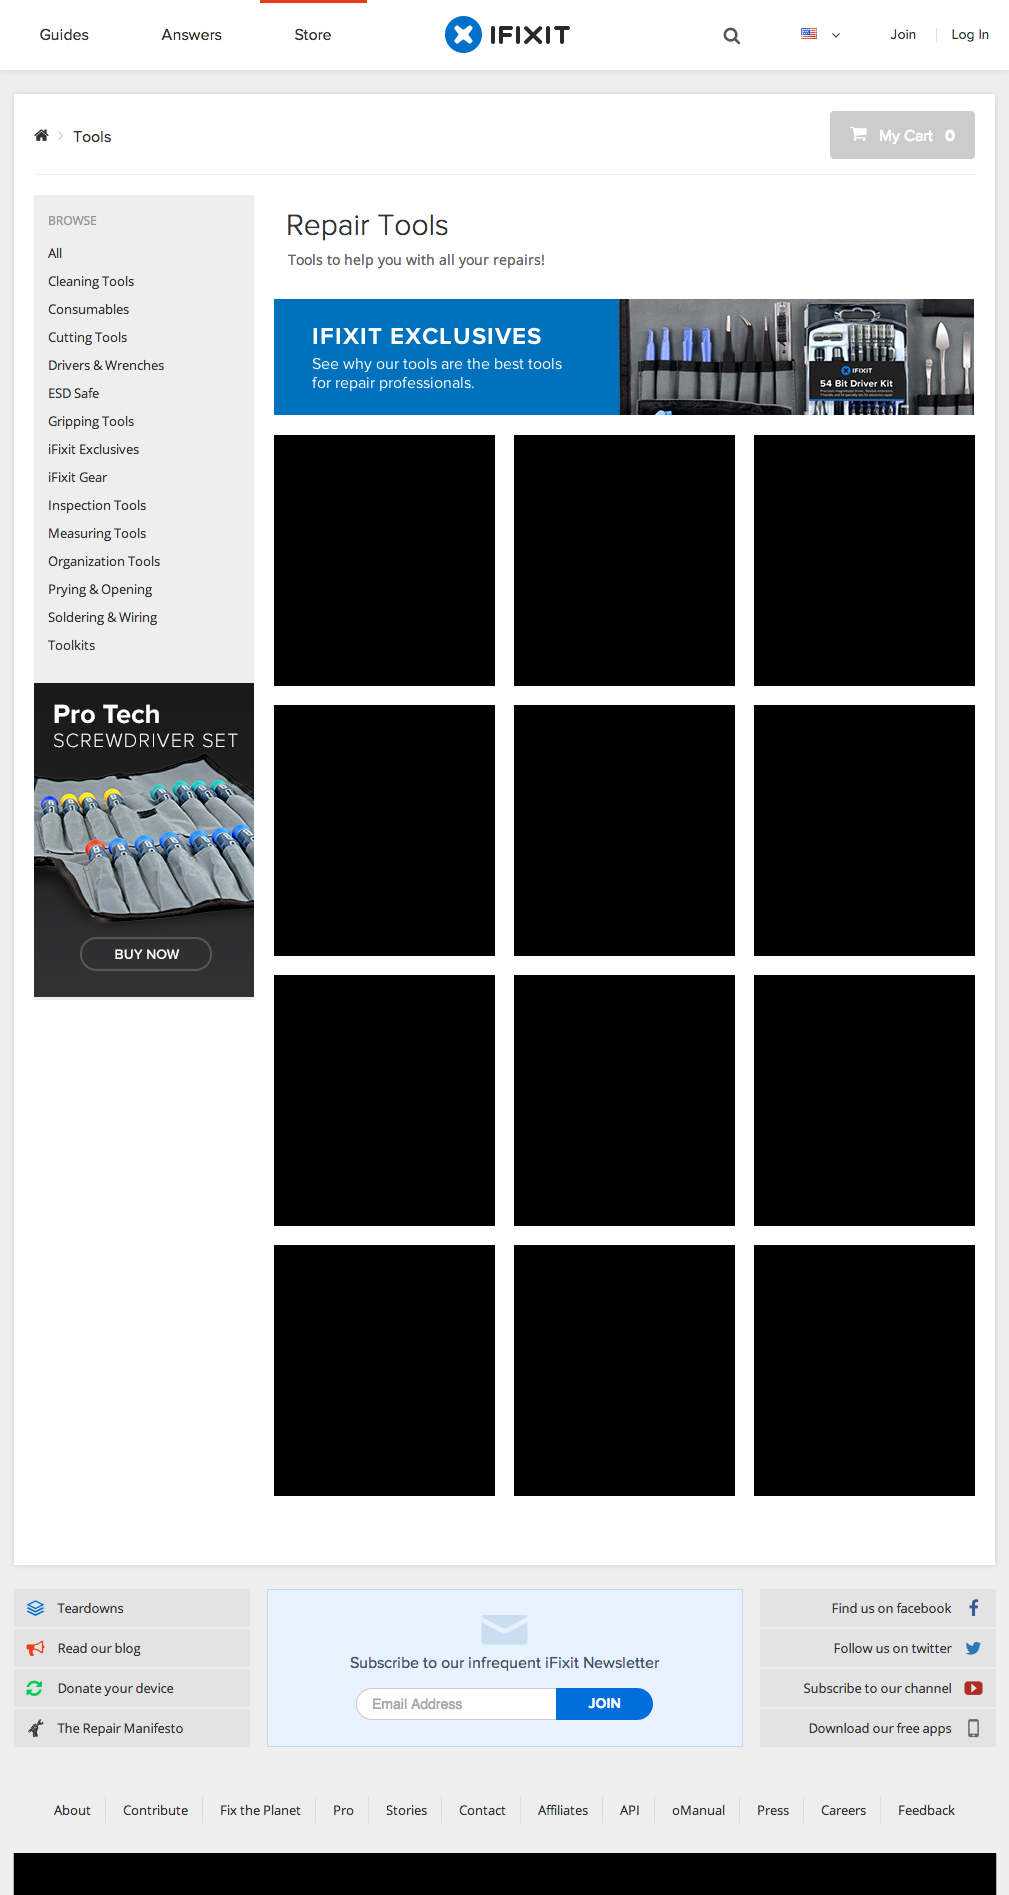 Guides
Answers
Store
IFIXIT
Join
Log In
Tools
My Cart 0
BROWSE
All
Cleaning Tools
Consumables
Cutting Tools
Drivers & Wrenches
ESD Safe
Gripping Tools
iFixit Exclusives
iFixit Gear
Inspection Tools
Measuring Tools
Organization Tools
Prying & Opening
Soldering & Wiring
Toolkits
Pro Tech
SCREWDRIVER SET
BUY NOW
Repair Tools
Tools to help you with all your repairs!
IFIXIT EXCLUSIVES
See why our tools are the best tools
for repair professionals.
IFIXIT
54 Bit Driver Kit
Teardowns
Read our blog
Donate your device
The Repair Manifesto
Subscribe to our infrequent iFixit Newsletter
Email Address
JOIN
Find us on facebook
Follow us on twitter
Subscribe to our channel
Download our free apps
About
Contribute
Fix the Planet
Pro
Stories
Contact
Affiliates
API
oManual
Press
Careers
Feedback